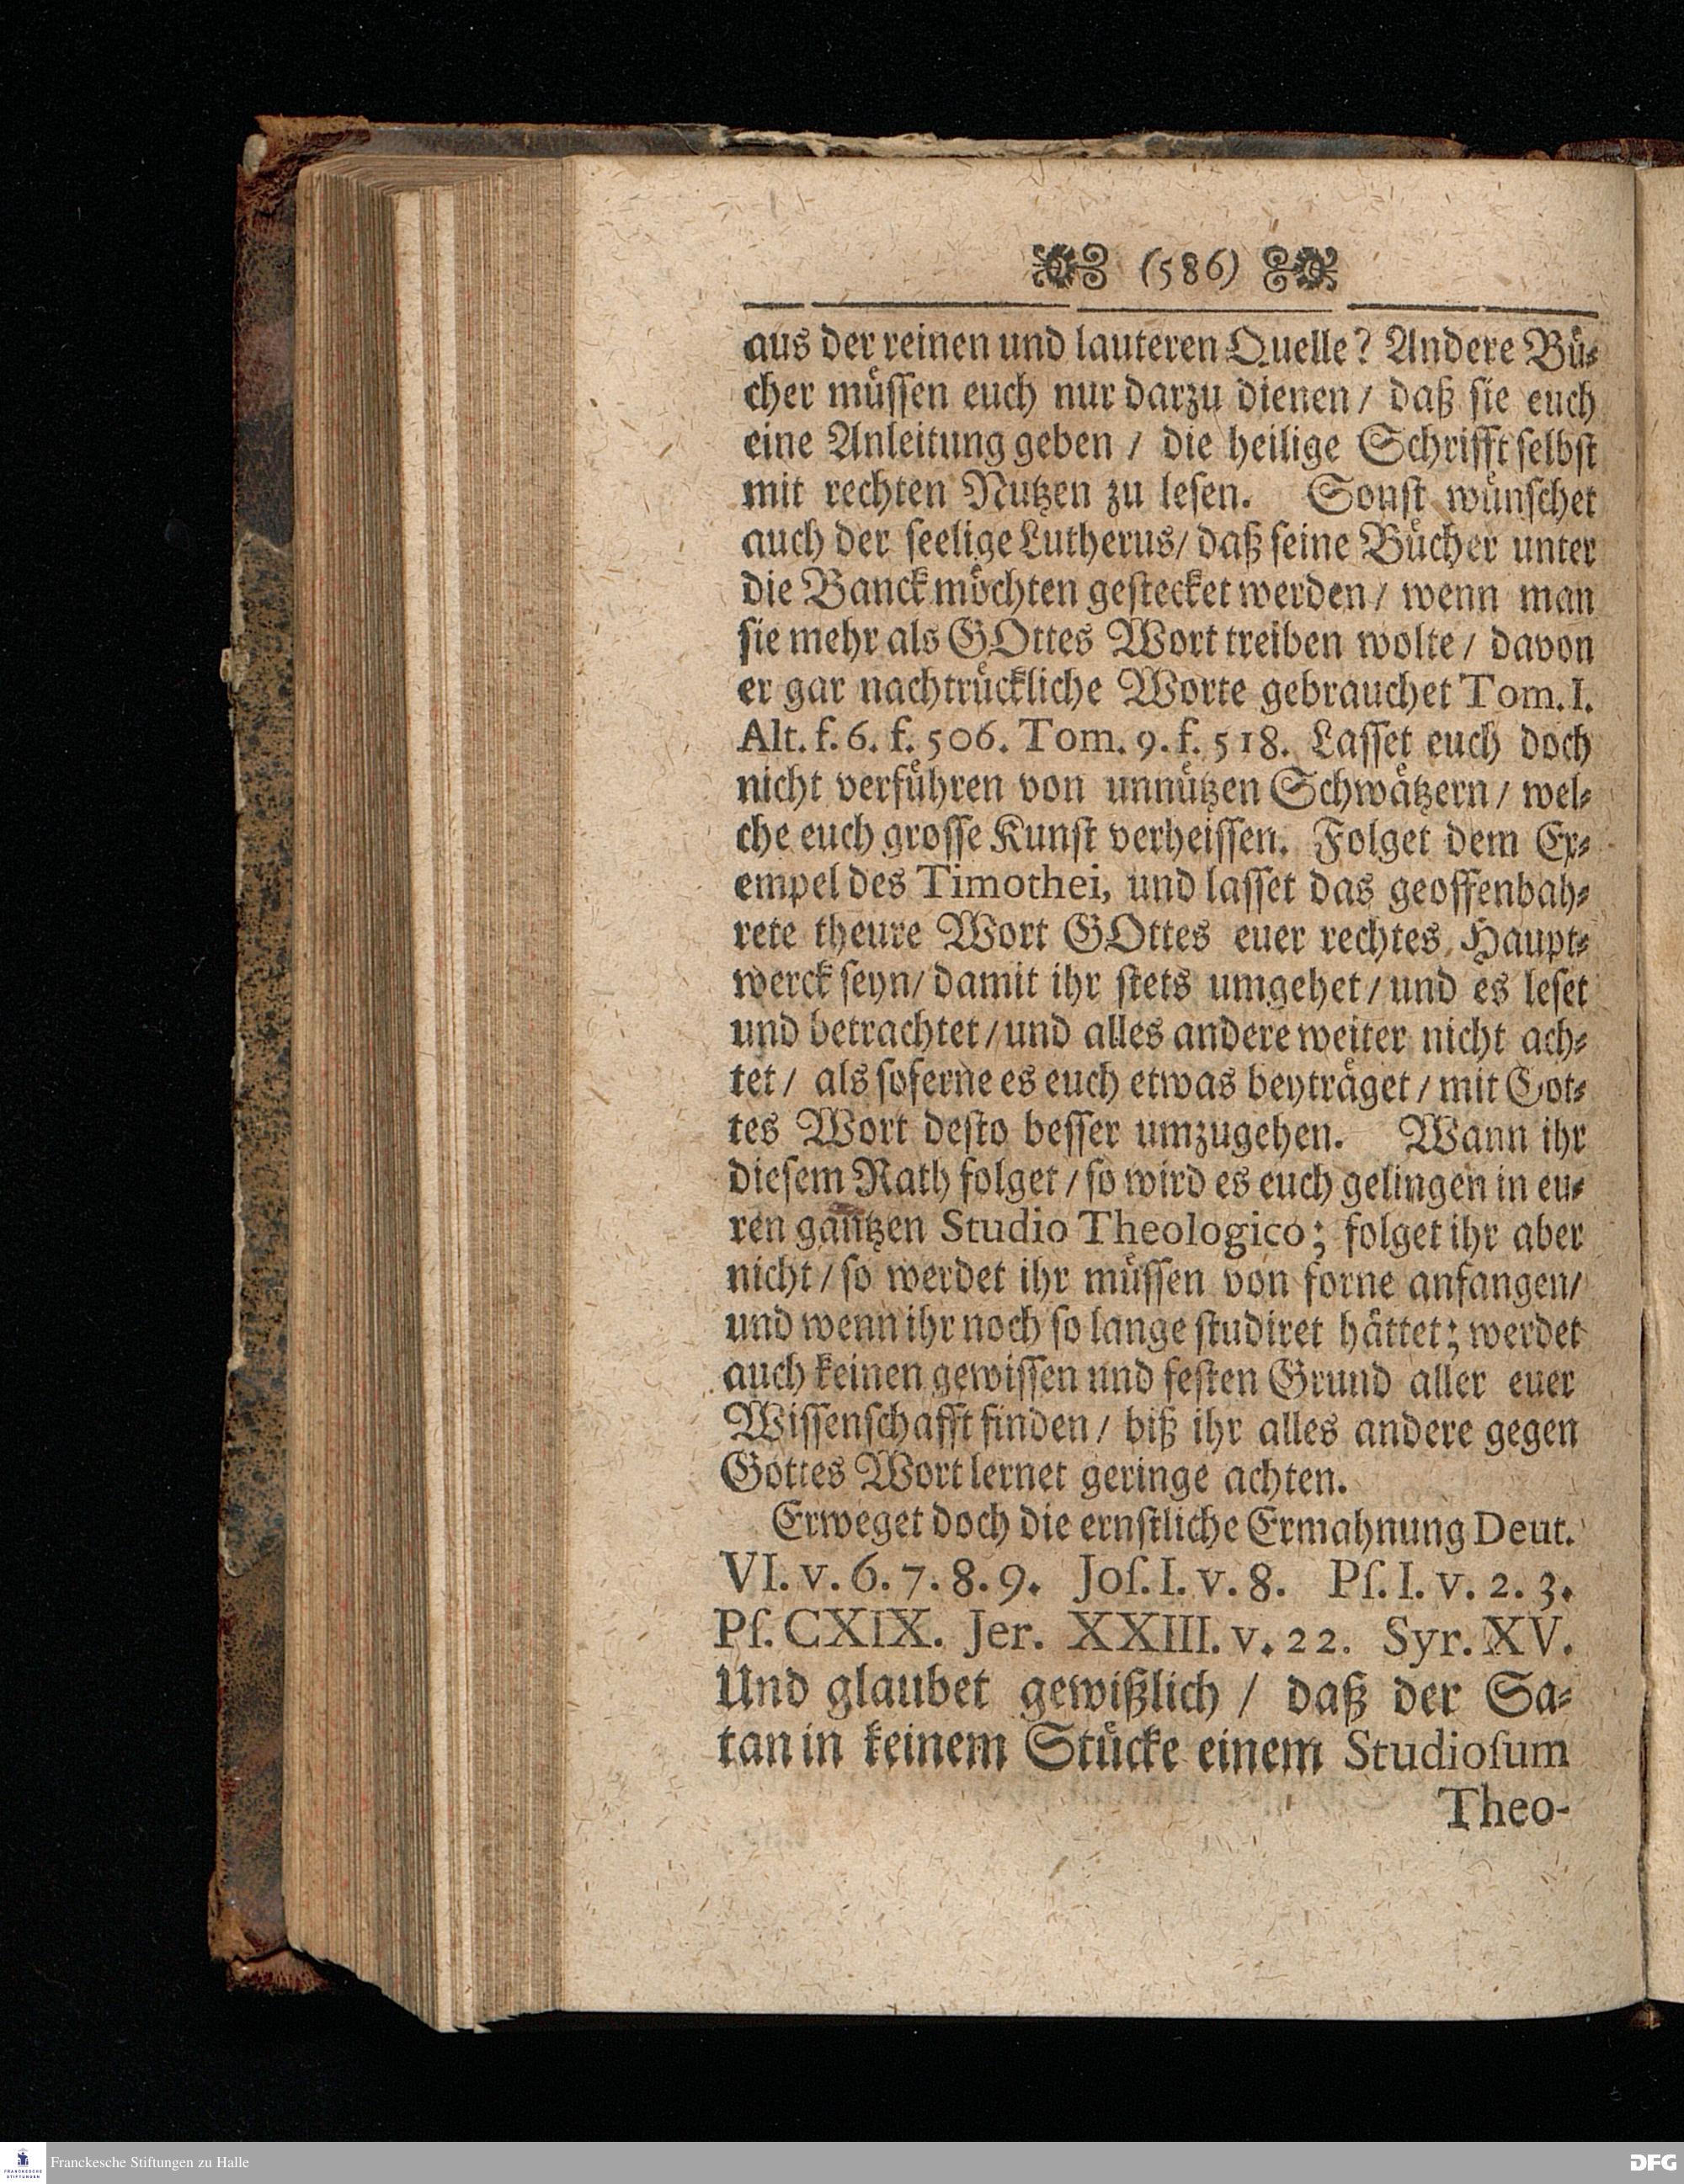 (586)
aus der reinen und lauteren Quelle? Andere Bü-
cher müssen euch nur darzu dienen / daß sie euch
eine Anleitung geben / die heilige Schrifft selbst
mit rechten Nutzen zu lesen. Sonst wünschet
auch der seelige Lutherus / daß seine Bücher unter
die Banck möchten gestecket werden / wenn man
sie mehr als GOttes Wort treiben wolte / davon
er gar nachtrückliche Worte gebrauchet Tom. I.
Alt. f. 6. f. 506. Tom. 9. f. 518. Lasset euch doch
nicht verführen von unnützen Schwätzern / wel-
che euch grosse Kunst verheissen. Folget dem Ex-
empel des Timothei, und lasset das geoffenbah-
rete theure Wort GOttes euer rechtes Haupt-
werck seyn / damit ihr stets umgehet / und es leset
und betrachtet / und alles andere weiter nicht ach-
tet / als soferne es euch etwas beyträget / mit Got-
tes Wort desto besser umzugehen. Wann ihr
diesem Rath folget / so wird es euch gelingen in eu-
ren gantzen Studio Theologico; folget ihr aber
nicht / so werdet ihr müssen von forne anfangen /
und wenn ihr noch so lange studiret hättet; werdet
auch keinen gewissen und festen Grund aller euer
Wissenschafft finden / biß ihr alles andere gegen
Gottes Wort lernet geringe achten.
Erweget doch die ernstliche Ermahnung Deut.
VI. v. 6. 7. 8. 9. Joſ. I. v. 8. Pſ. I. v. 2. 3.
Pſ. CXIX. Jer. XXIII. v. 22. Syr. XV.
Und glaubet gewißlich / daß der Sa-
tan in keinem Stücke einem Studioſum
Theo-
Franckesche Stiftungen zu Halle
DFG